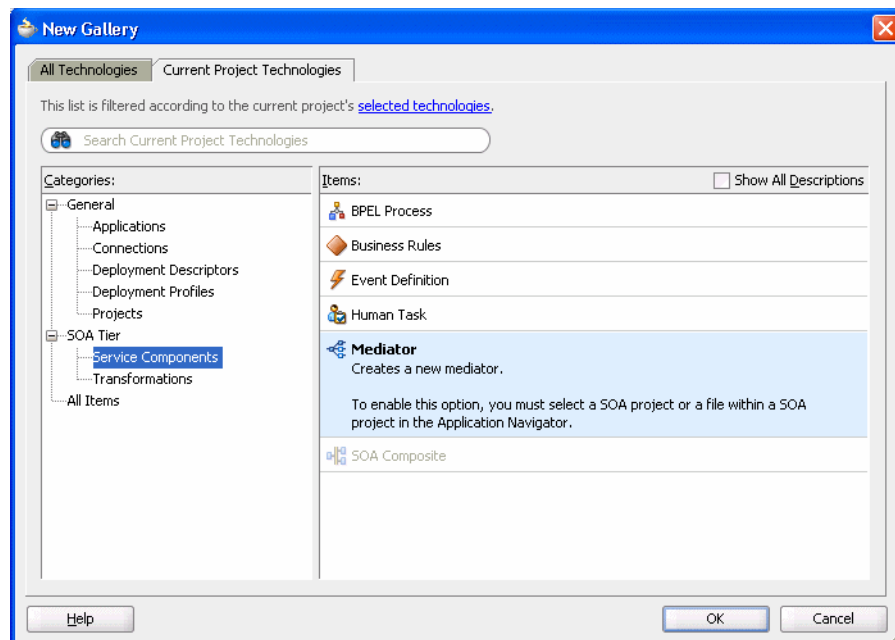 New Gallery
All Technologies
Current Project Technologies
This list is filtered according to the current project's selected technologies.
Search Current Project Technologies
Categories:
General
Applications
Connections
Deployment Descriptors
Deployment Profiles
Projects
SOA Tier
Service Components
Transformations
All Items
Items:
Show All Descriptions
BPEL Process
Business Rules
Event Definition
Human Task
Mediator
Creates a new mediator.
To enable this option, you must select a SOA project or a file within a SOA
project in the Application Navigator.
SOA Composite
Help
OK
Cancel